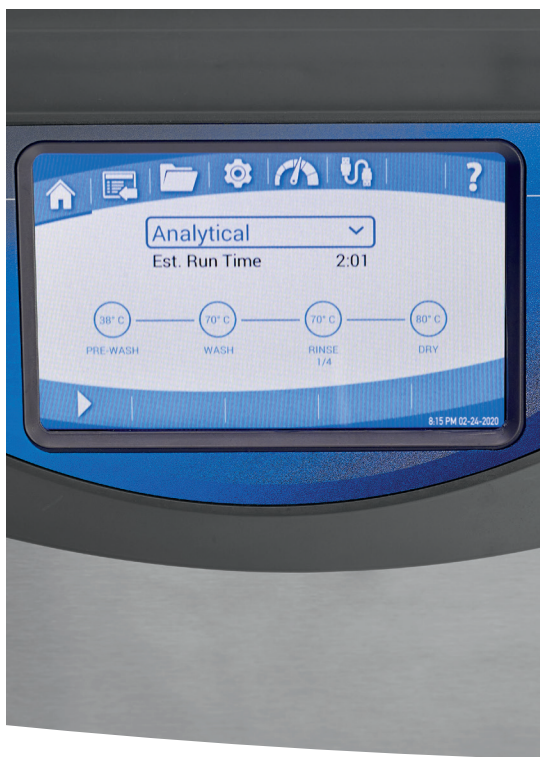 ?
Analytical
Est. Run Time 2:01
38° C 70° C 70° C 80° C
PRE-WASH WASH RINSE DRY
1/4
8:15 PM 02-24-2020